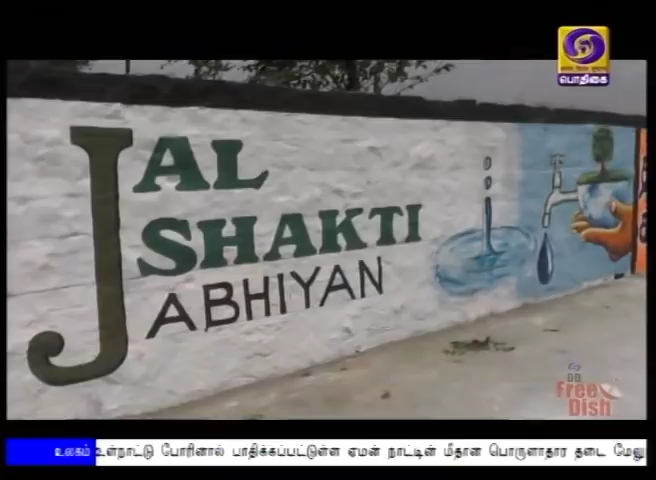 பொதிகை
JAL
SHAKTI
ABHIYAN
DD
Free
Dish
உலகம் உள்நாட்டு போரினால் பாதிக்கப்பட்டுள்ள ஏமன் நாட்டின் மீதான பொருளாதார தடை மேலு